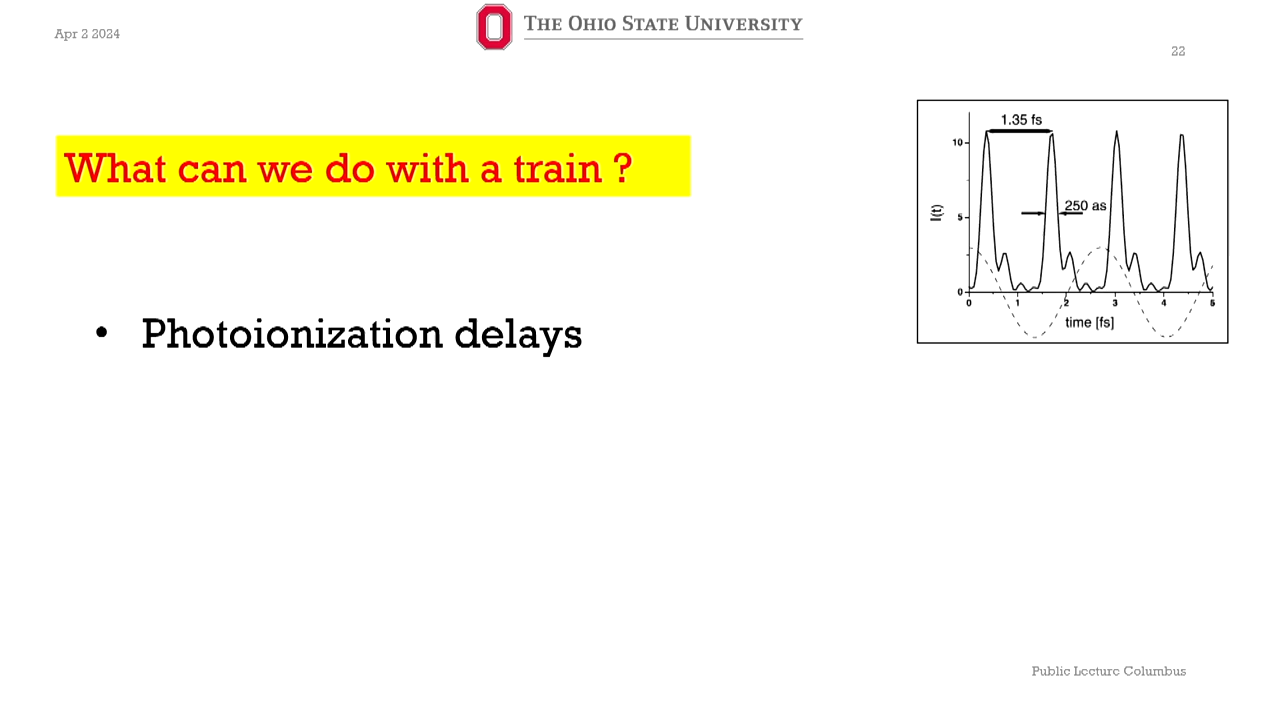 Apr 2 2024
THE OHIO STATE UNIVERSITY
22
What can we do with a train ?
1.35 fs
10
250 as
I(t)
5
0
0 1 2 3 4 5
time [fs]
• Photoionization delays
Public Lecture Columbus